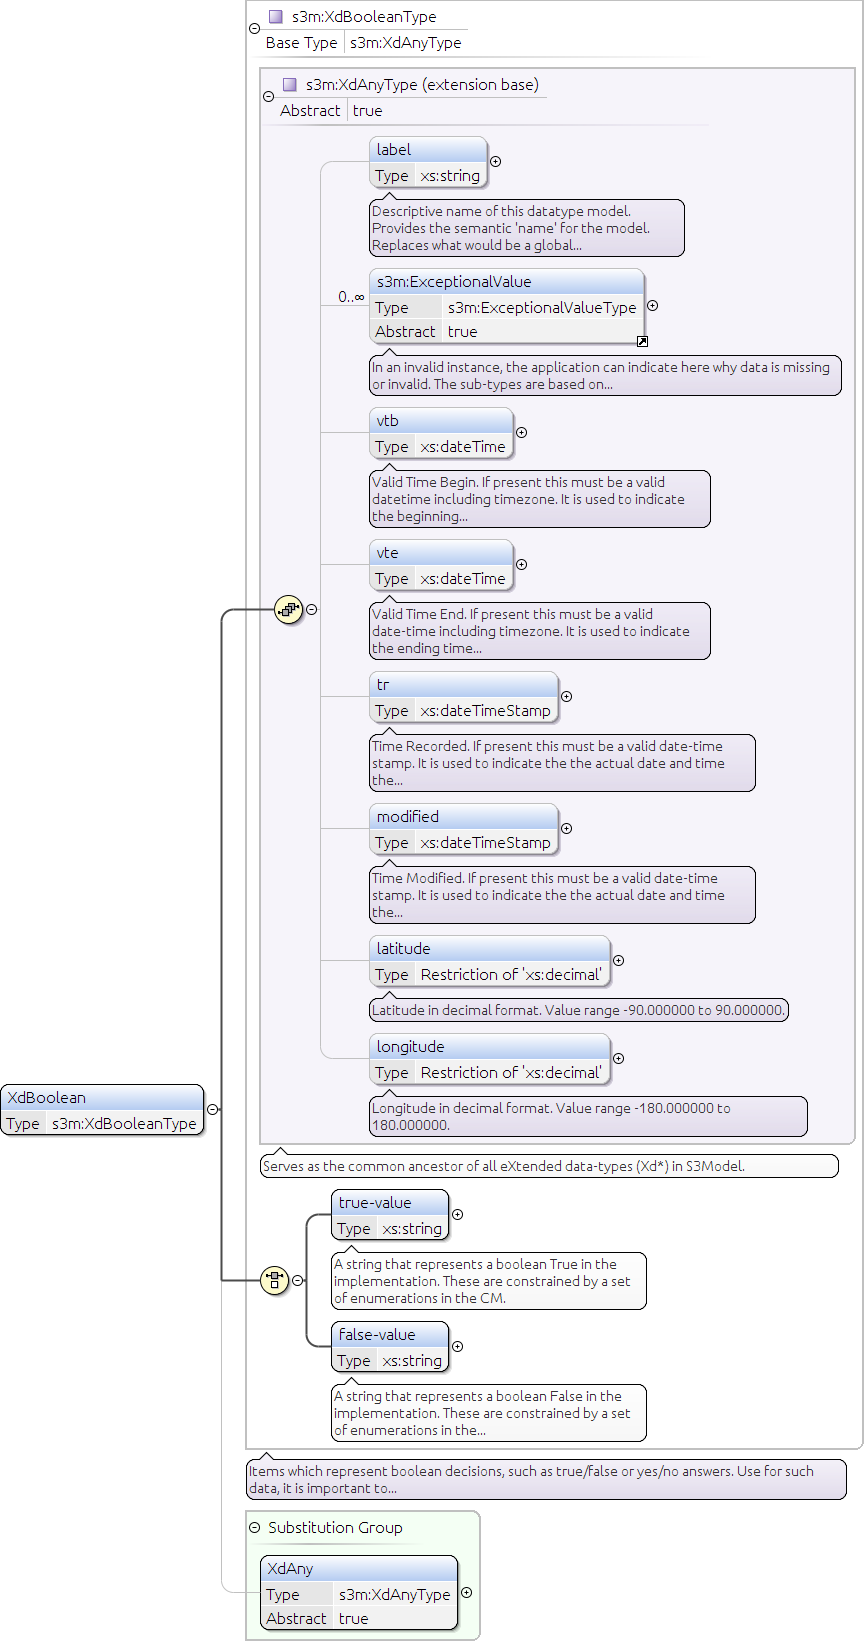 s3m:XdBooleanType
Base Type s3m:XdAnyType
s3m:XdAnyType (extension base)
Abstract true
label
Type xs:string
Descriptive name of this datatype model.
Provides the semantic 'name' for the model.
Replaces what would be a global...
0..∞
s3m:ExceptionalValue
Type s3m:ExceptionalValueType
Abstract true
In an invalid instance, the application can indicate here why data is missing
or invalid. The sub-types are based on...
vtb
Type xs:dateTime
Valid Time Begin. If present this must be a valid
datetime including timezone. It is used to indicate
the beginning...
vte
Type xs:dateTime
Valid Time End. If present this must be a valid
date-time including timezone. It is used to indicate
the ending time...
tr
Type xs:dateTimeStamp
Time Recorded. If present this must be a valid date-time
stamp. It is used to indicate the the actual date and time
the...
modified
Type xs:dateTimeStamp
Time Modified. If present this must be a valid date-time
stamp. It is used to indicate the the actual date and time
the...
latitude
Type Restriction of 'xs:decimal'
Latitude in decimal format. Value range -90.000000 to 90.000000.
longitude
Type Restriction of 'xs:decimal'
Longitude in decimal format. Value range -180.000000 to
180.000000.
XdBoolean
Type s3m:XdBooleanType
Serves as the common ancestor of all eXtended data-types (Xd*) in S3Model.
true-value
Type xs:string
A string that represents a boolean True in the
implementation. These are constrained by a set
of enumerations in the CM.
false-value
Type xs:string
A string that represents a boolean False in the
implementation. These are constrained by a set
of enumerations in the...
Items which represent boolean decisions, such as true/false or yes/no answers. Use for such
data, it is important to...
Substitution Group
XdAny
Type s3m:XdAnyType
Abstract true